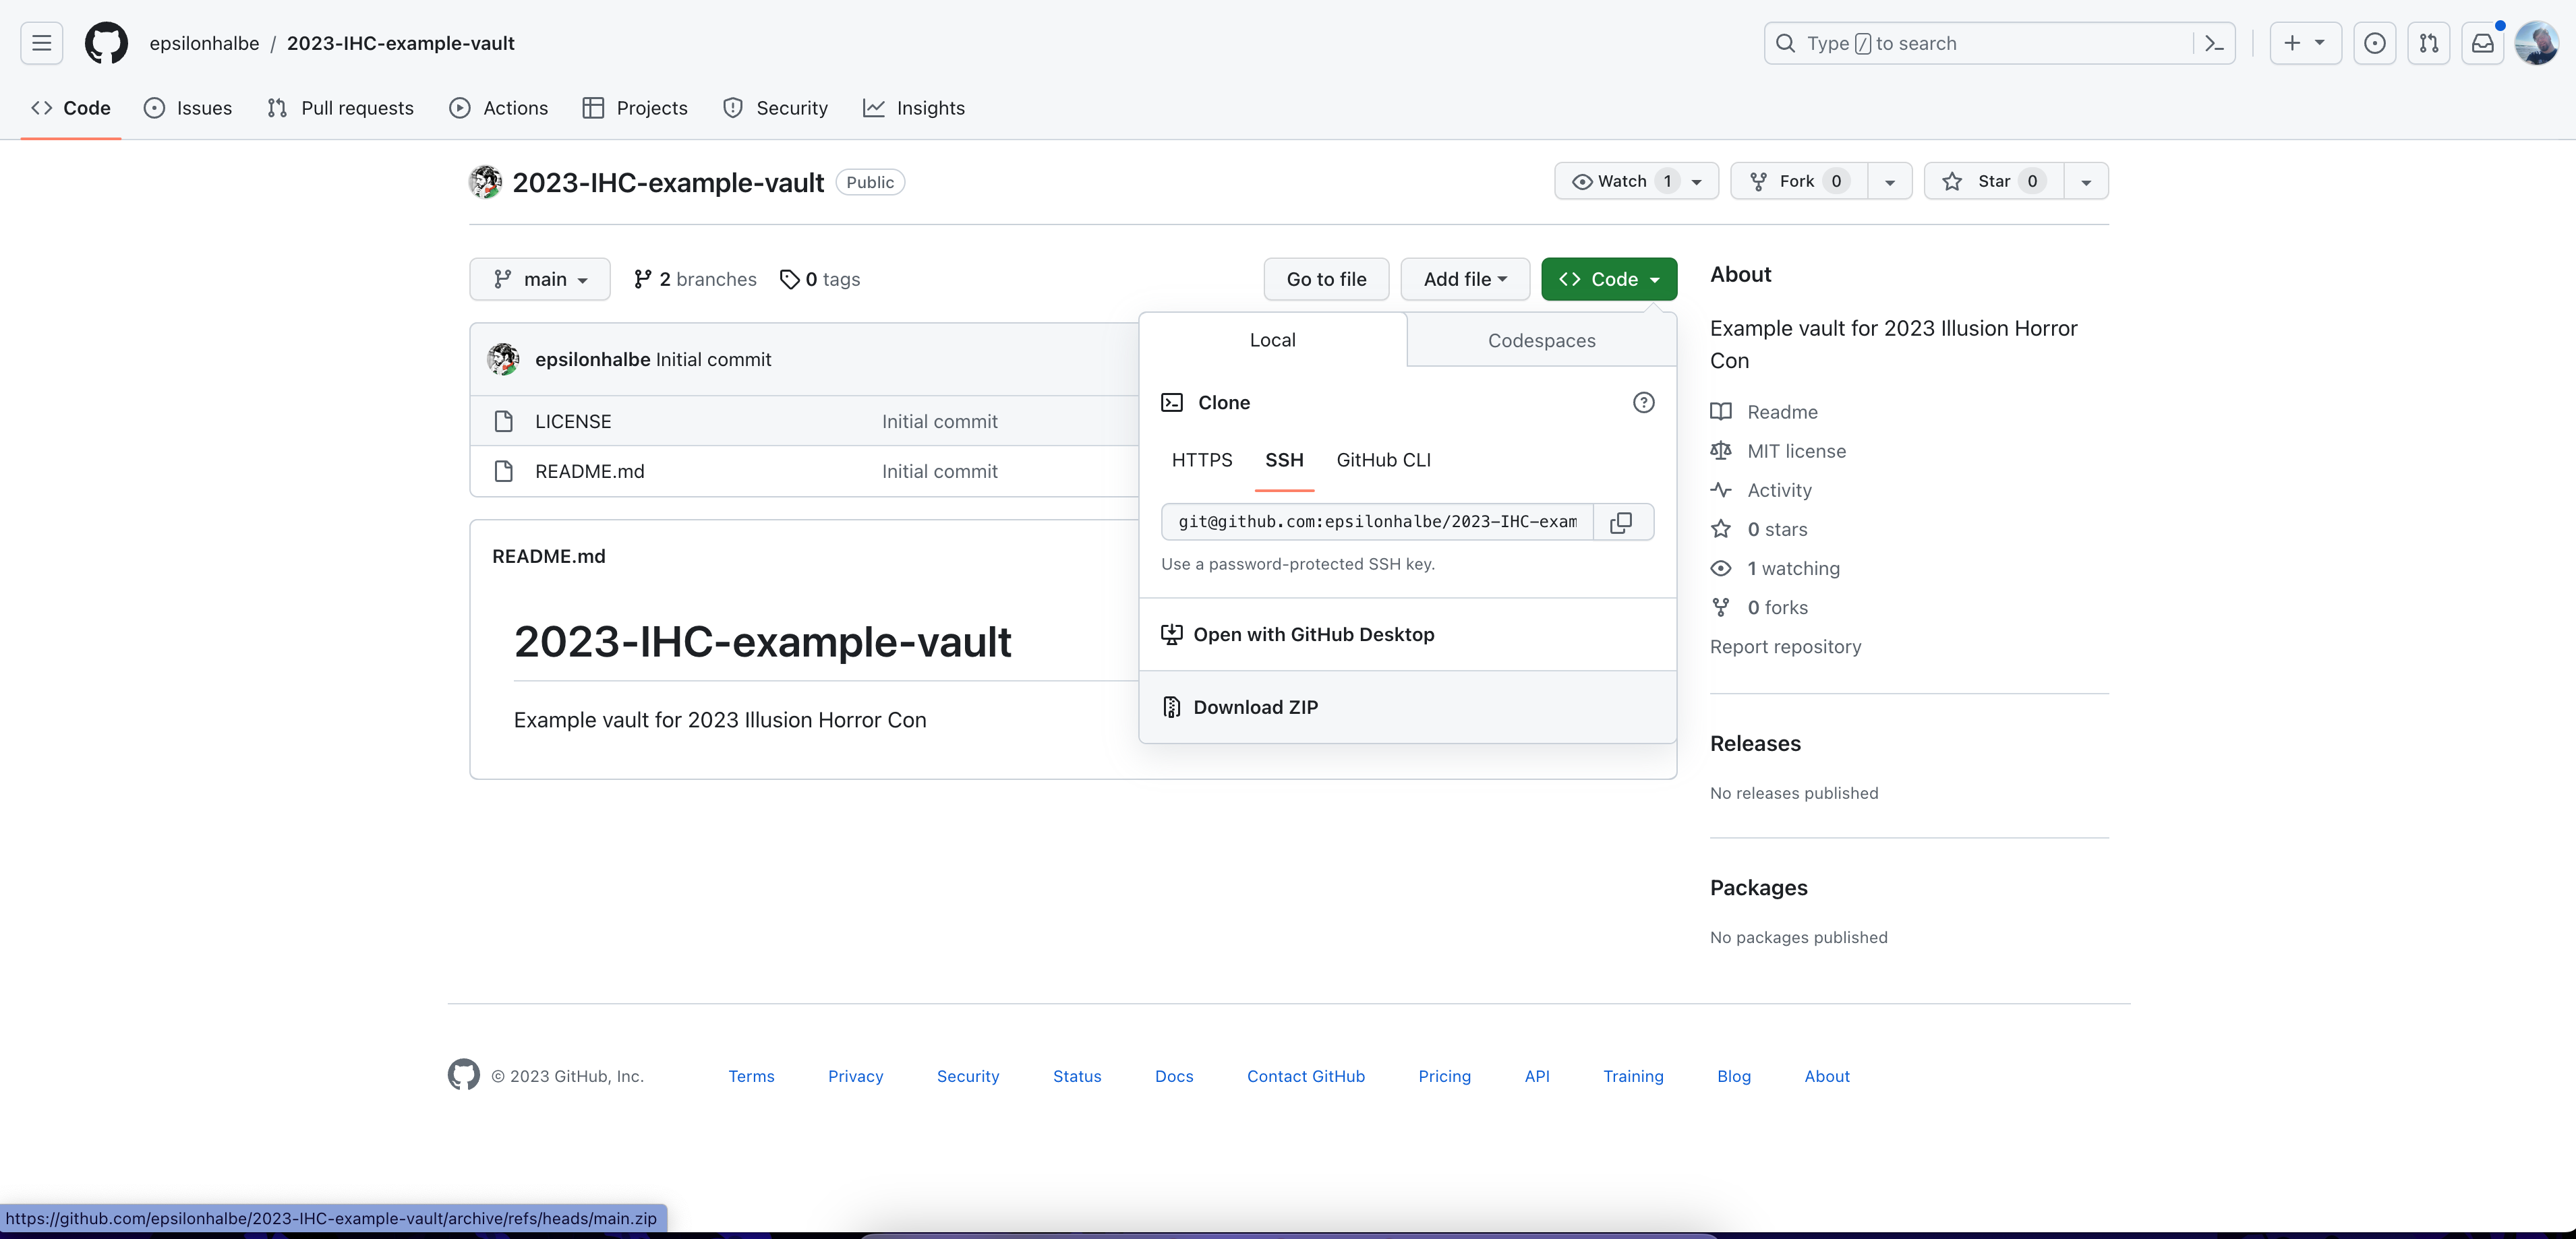 epsilonhalbe / 2023-IHC-example-vault
Type / to search
Code Issues Pull requests Actions Projects Security Insights
2023-IHC-example-vault Public
Watch 1 Fork 0 Star 0
main 2 branches 0 tags
Go to file Add file Code
epsilonhalbe Initial commit
LICENSE Initial commit
README.md Initial commit
README.md
2023-IHC-example-vault
Example vault for 2023 Illusion Horror Con
Local Codespaces
Clone
HTTPS SSH GitHub CLI
git@github.com:epsilonhalbe/2023-IHC-exam
Use a password-protected SSH key.
Open with GitHub Desktop
Download ZIP
About
Example vault for 2023 Illusion Horror
Con
Readme
MIT license
Activity
0 stars
1 watching
0 forks
Report repository
Releases
No releases published
Packages
No packages published
© 2023 GitHub, Inc. Terms Privacy Security Status Docs Contact GitHub Pricing API Training Blog About
https://github.com/epsilonhalbe/2023-IHC-example-vault/archive/refs/heads/main.zip